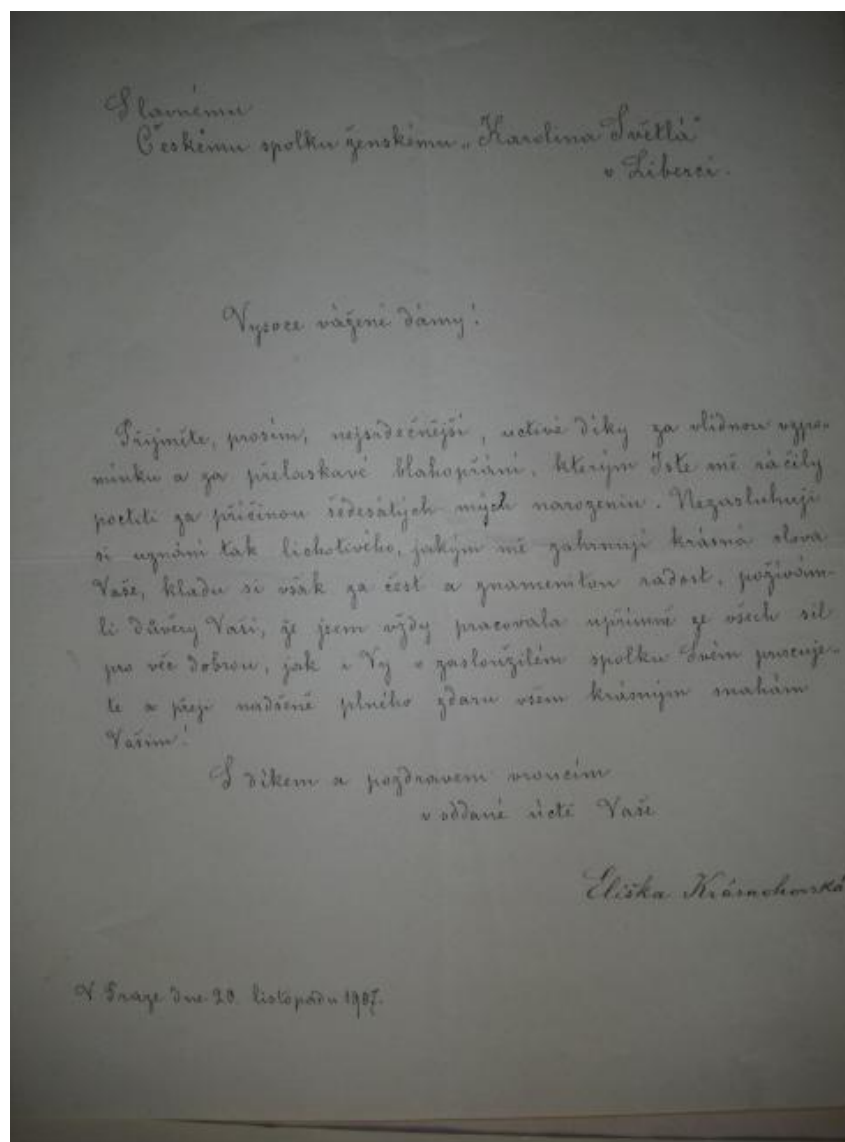 Slavnému
Českému spolku ženskému „Karolina Světlá"
v Liberci.
Vysoce vážené dámy!
Přijměte, prosím, nejsrdečnější, uctivé díky za vlídnou vzpo-
mínku a za přelaskavé blahopřání, kterým Jste mě ráčily
poctíti za příčinou šedesátých mých narozenin. Nezasluhuji
si uznání tak lichotivého, jakým mě zahrnují krásná slova
Vaše, kladu si však za čest a znamenitou radost, požívám-
li důvěry Vaší, že jsem vždy pracovala upřímně ze všech sil
pro věc dobrou, jak i Vy v zasloužilém spolku Svém pracuje-
te a přeji nadšeně plného zdaru všem krásným snahám
Vašim!
S díkem a pozdravem vroucím
v oddané úctě Vaše
Eliška Krásnohorská
V Praze dne 20. listopadu 1907.